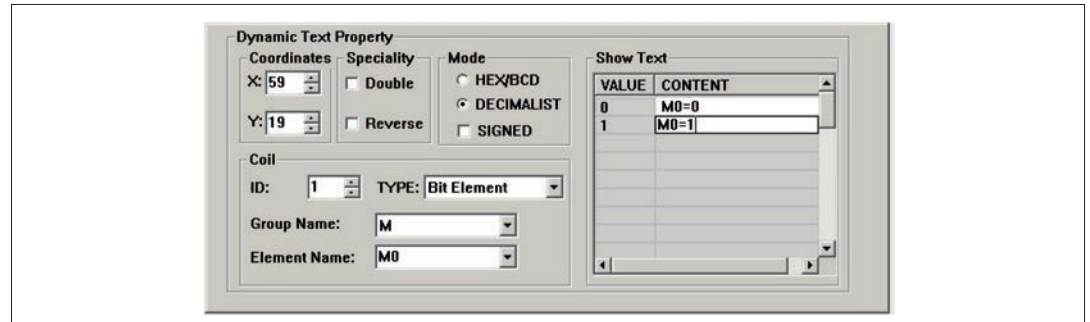 Dynamic Text Property
Coordinates
X: 59
Y: 19
Speciality
Double
Reverse
Mode
HEX/BCD
DECIMALIST
SIGNED
Coil
ID: 1 TYPE: Bit Element
Group Name: M
Element Name: M0
Show Text
VALUE CONTENT
0 M0=0
1 M0=1